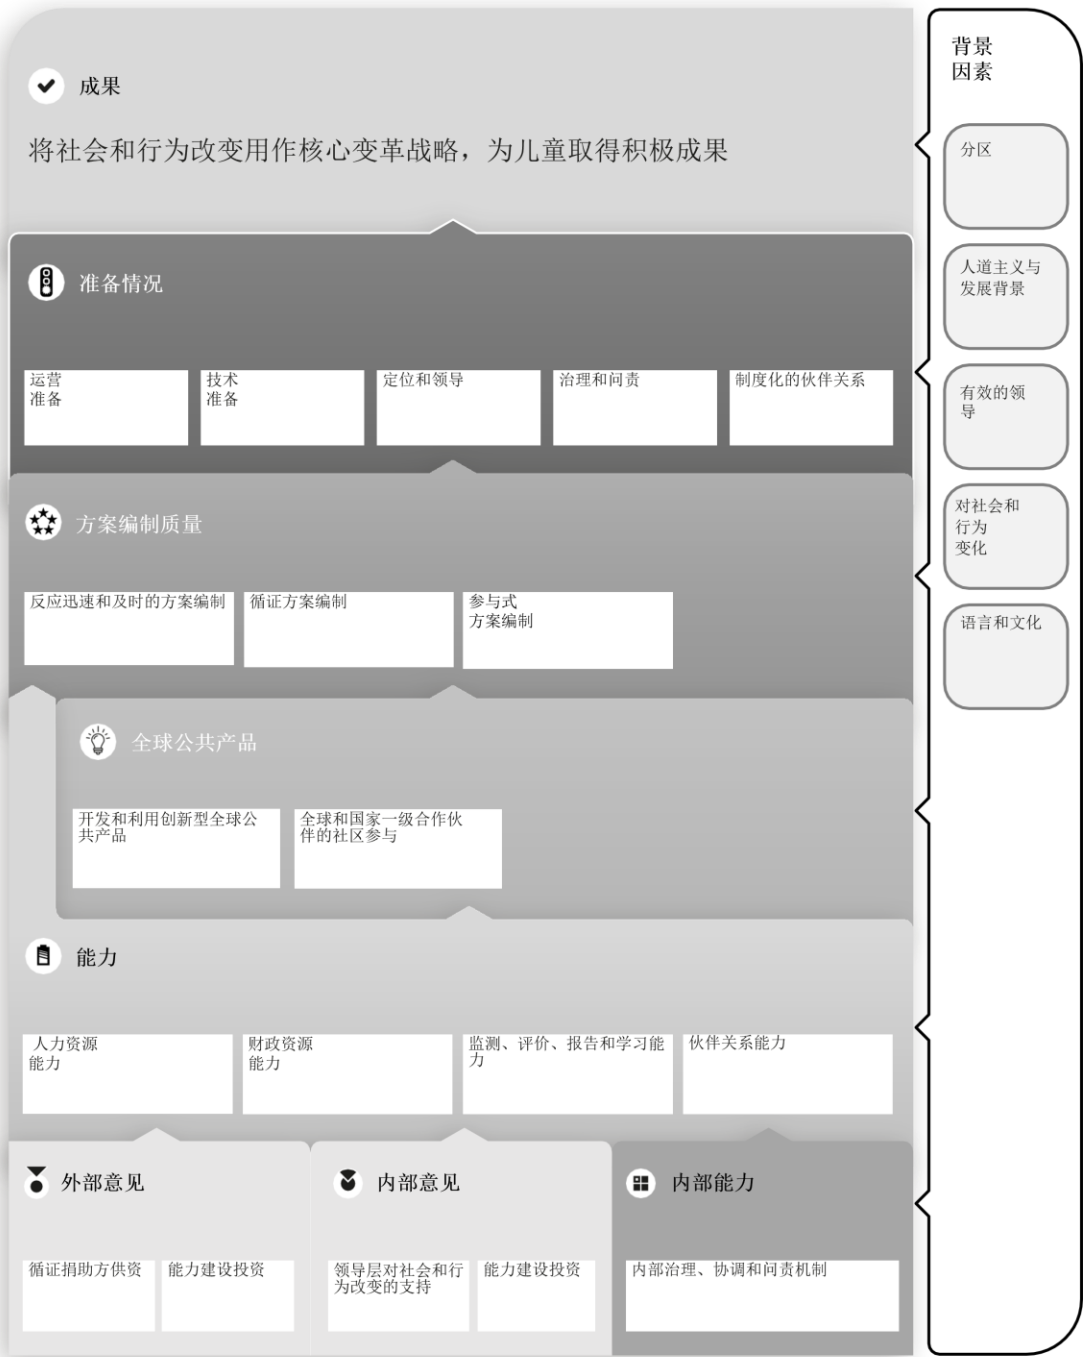 成果
将社会和行为改变用作核心变革战略，为儿童取得积极成果
准备情况
运营
准备
技术
准备
定位和领导
治理和问责
制度化的伙伴关系
方案编制质量
反应迅速和及时的方案编制
循证方案编制
参与式
方案编制
全球公共产品
开发和利用创新型全球公
共产品
全球和国家一级合作伙
伴的社区参与
能力
人力资源
能力
财政资源
能力
监测、评价、报告和学习能
力
伙伴关系能力
外部意见
循证捐助方供资
能力建设投资
内部意见
领导层对社会和行
为改变的支持
能力建设投资
内部能力
内部治理、协调和问责机制
背景
因素
分区
人道主义与
发展背景
有效的领
导
对社会和
行为
变化
语言和文化